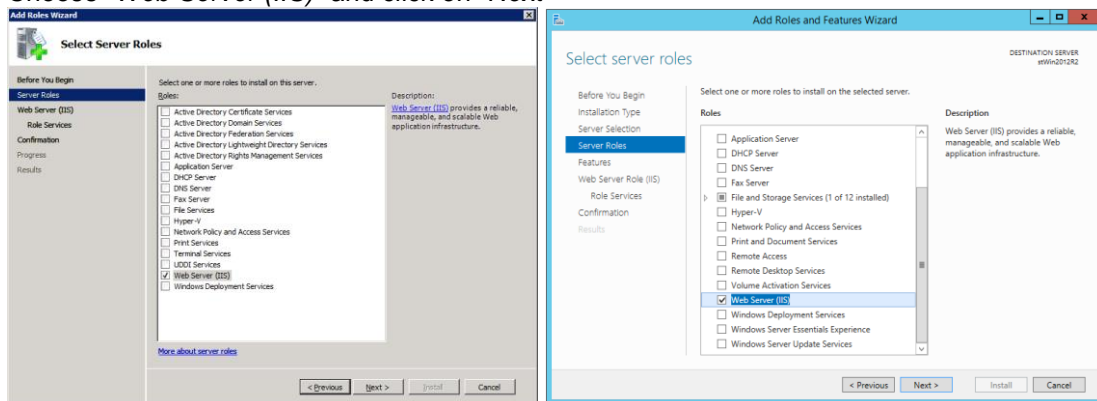 Choose "Web Server (IIS)" and click on "Next"
Add Roles Wizard
Select Server Roles
Before You Begin
Server Roles
Web Server (IIS)
Role Services
Confirmation
Progress
Results
Select one or more roles to install on this server.
Roles:
Active Directory Certificate Services
Active Directory Domain Services
Active Directory Federation Services
Active Directory Lightweight Directory Services
Active Directory Rights Management Services
Application Server
DHCP Server
DNS Server
Fax Server
File Services
Hyper-V
Network Policy and Access Services
Print Services
Terminal Services
UDDI Services
Web Server (IIS)
Windows Deployment Services
More about server roles
Description:
Web Server (IIS) provides a reliable,
manageable, and scalable Web
application infrastructure.
< Previous
Next >
Install
Cancel
Add Roles and Features Wizard
Select server roles
DESTINATION SERVER
stWin2012R2
Before You Begin
Installation Type
Server Selection
Server Roles
Features
Web Server Role (IIS)
Role Services
Confirmation
Results
Select one or more roles to install on the selected server.
Roles
Application Server
DHCP Server
DNS Server
Fax Server
File and Storage Services (1 of 12 installed)
Hyper-V
Network Policy and Access Services
Print and Document Services
Remote Access
Remote Desktop Services
Volume Activation Services
Web Server (IIS)
Windows Deployment Services
Windows Server Essentials Experience
Windows Server Update Services
Description
Web Server (IIS) provides a reliable,
manageable, and scalable Web
application infrastructure.
< Previous
Next >
Install
Cancel